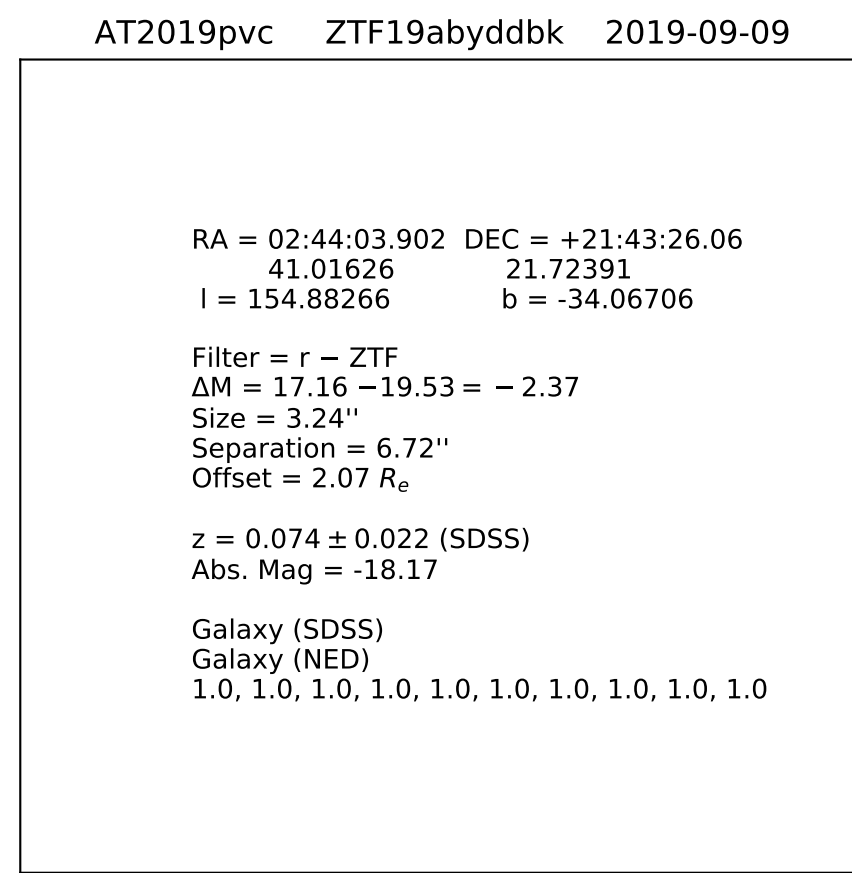 AT2019pvc ZTF19abyddbk 2019-09-09
RA = 02:44:03.902 DEC = +21:43:26.06
41.01626 21.72391
l = 154.88266 b = -34.06706
Filter = r − ZTF
ΔM = 17.16 −19.53 = − 2.37
Size = 3.24''
Separation = 6.72''
Offset = 2.07 Rₑ
z = 0.074 ± 0.022 (SDSS)
Abs. Mag = -18.17
Galaxy (SDSS)
Galaxy (NED)
1.0, 1.0, 1.0, 1.0, 1.0, 1.0, 1.0, 1.0, 1.0, 1.0